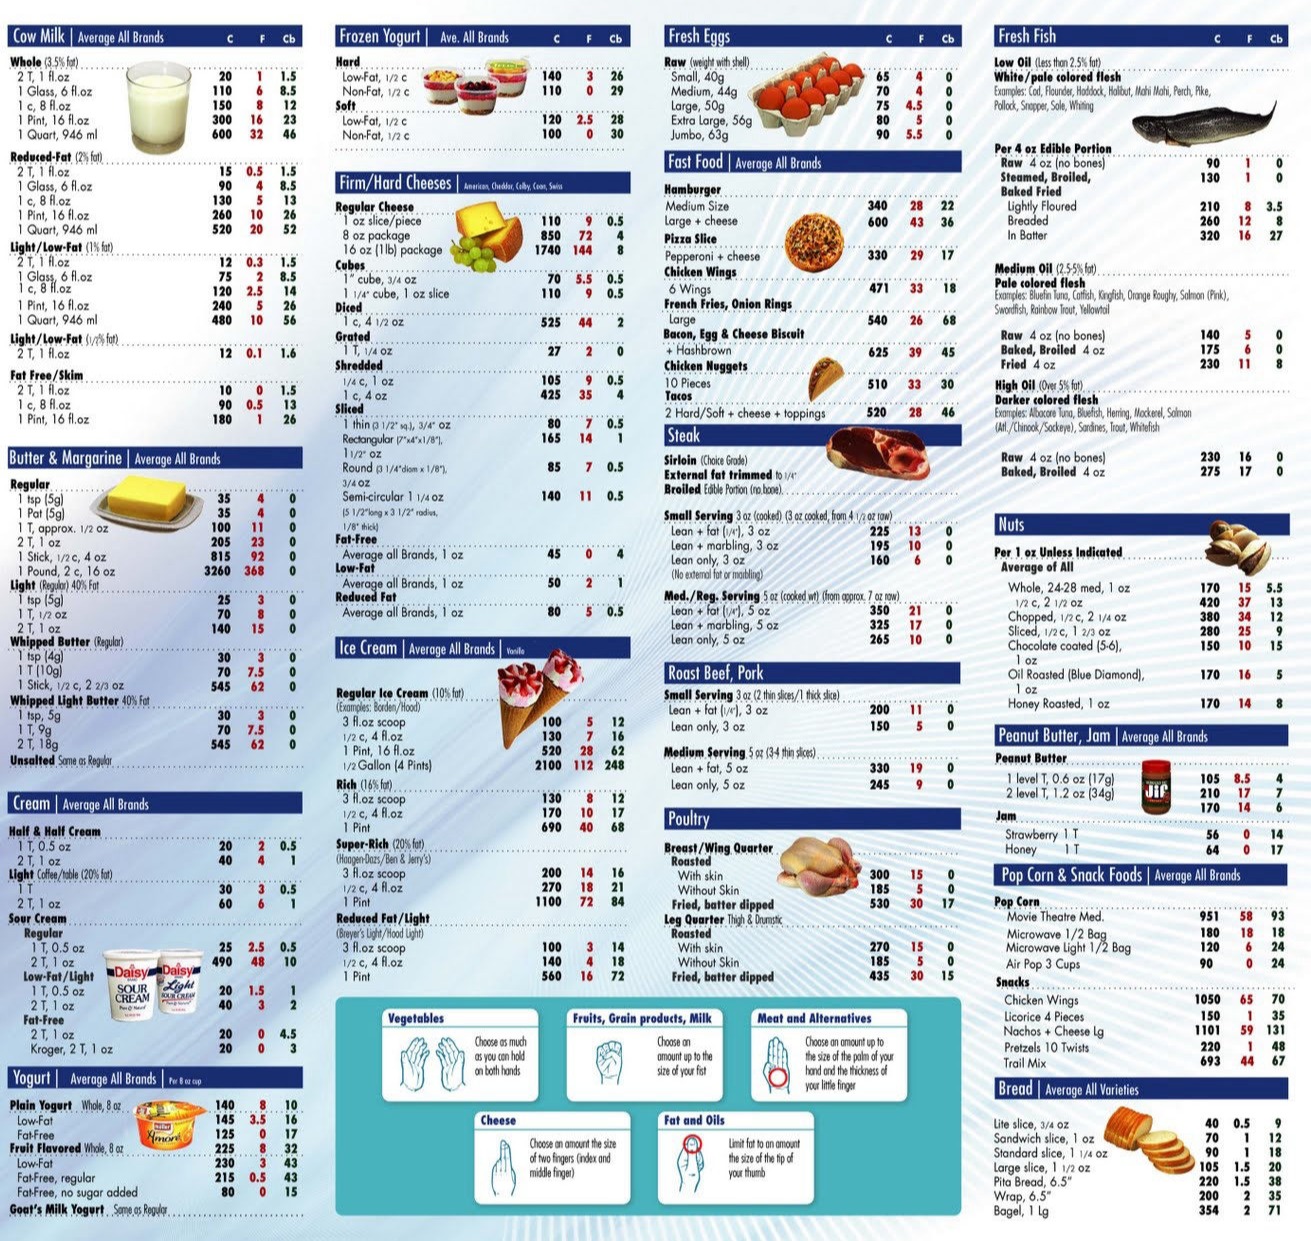 Cow Milk | Average All Brands C F Cb
Whole (3.5% fat)
2 T, 1 fl.oz 20 1 1.5
1 Glass, 6 fl.oz 110 6 8.5
1 c, 8 fl.oz 150 8 12
1 Pint, 16 fl.oz 300 16 23
1 Quart, 946 ml 600 32 46
Reduced-Fat (2% fat)
2 T, 1 fl.oz 15 0.5 1.5
1 Glass, 6 fl.oz 90 4 8.5
1 c, 8 fl.oz 130 5 13
1 Pint, 16 fl.oz 260 10 26
1 Quart, 946 ml 520 20 52
Light/Low-Fat (1% fat)
2 T, 1 fl.oz 12 0.3 1.5
1 Glass, 6 fl.oz 75 2 8.5
1 c, 8 fl.oz 120 2.5 14
1 Pint, 16 fl.oz 240 5 26
1 Quart, 946 ml 480 10 56
Light/Low-Fat (1/2% fat)
2 T, 1 fl.oz 12 0.1 1.6
Fat Free/Skim
2 T, 1 fl.oz 10 0 1.5
1 c, 8 fl.oz 90 0.5 13
1 Pint, 16 fl.oz 180 1 26
Butter & Margarine | Average All Brands
Regular
1 tsp (5g) 35 4 0
1 Pat (5g) 35 4 0
1 T, approx. 1/2 oz 100 11 0
2 T, 1 oz 205 23 0
1 Stick, 1/2 c, 4 oz 815 92 0
1 Pound, 2 c, 16 oz 3260 368 0
Light (Regular) 40% Fat
1 tsp (5g) 25 3 0
1 T, 1/2 oz 70 8 0
2 T, 1 oz 140 15 0
Whipped Butter (Regular)
1 tsp (4g) 30 3 0
1 T (10g) 70 7.5 0
1 Stick, 1/2 c, 2 2/3 oz 545 62 0
Whipped Light Butter 40% Fat
1 tsp, 5g 30 3 0
1 T, 9g 70 7.5 0
2 T, 18g 545 62 0
Unsalted Same as Regular
Cream | Average All Brands
Half & Half Cream
1 T, 0.5 oz 20 2 0.5
2 T, 1 oz 40 4 1
Light Coffee/table (20% fat)
1 T 30 3 0.5
2 T, 1 oz 60 6 1
Sour Cream
Regular
1 T, 0.5 oz 25 2.5 0.5
2 T, 1 oz 490 48 10
Low-Fat/Light
1 T, 0.5 oz 20 1.5 1
2 T, 1 oz 40 3 2
Fat-Free
2 T, 1 oz 20 0 4.5
Kroger, 2 T, 1 oz 20 0 3
Daisy SOUR CREAM
Daisy Light SOUR CREAM
Yogurt | Average All Brands | Per 8 oz cup
Plain Yogurt Whole, 8 oz 140 8 10
Low-Fat 145 3.5 16
Fat-Free 125 0 17
Fruit Flavored Whole, 8 oz 225 8 32
Low-Fat 230 3 43
Fat-Free, regular 215 0.5 43
Fat-Free, no sugar added 80 0 15
Goat's Milk Yogurt Same as Regular
Frozen Yogurt | Ave. All Brands C F Cb
Hard
Low-Fat, 1/2 c 140 3 26
Non-Fat, 1/2 c 110 0 29
Soft
Low-Fat, 1/2 c 120 2.5 28
Non-Fat, 1/2 c 100 0 30
Firm/Hard Cheeses | American, Cheddar, Colby, Coon, Swiss
Regular Cheese
1 oz slice/piece 110 9 0.5
8 oz package 850 72 4
16 oz (1lb) package 1740 144 8
Cubes
1" cube, 3/4 oz 70 5.5 0.5
1 1/4" cube, 1 oz slice 110 9 0.5
Diced
1 c, 4 1/2 oz 525 44 2
Grated
1 T, 1/4 oz 27 2 0
Shredded
1/4 c, 1 oz 105 9 0.5
1 c, 4 oz 425 35 4
Sliced
1 thin (3 1/2" sq.), 3/4" oz 80 7 0.5
Rectangular (7"x4"x1/8"), 165 14 1
1 1/2" oz
Round (3 1/4"diam x 1/8"), 85 7 0.5
3/4 oz
Semi-circular 1 1/4 oz 140 11 0.5
(5 1/2"long x 3 1/2" radius,
1/8" thick)
Fat-Free
Average all Brands, 1 oz 45 0 4
Low-Fat
Average all Brands, 1 oz 50 2 1
Reduced Fat
Average all Brands, 1 oz 80 5 0.5
Ice Cream | Average All Brands | Vanilla
Regular Ice Cream (10% fat)
(Examples: Borden/Hood)
3 fl.oz scoop 100 5 12
1/2 c, 4 fl.oz 130 7 16
1 Pint, 16 fl.oz 520 28 62
1/2 Gallon (4 Pints) 2100 112 248
Rich (16% fat)
3 fl.oz scoop 130 8 12
1/2 c, 4 fl.oz 170 10 17
1 Pint 690 40 68
Super-Rich (20% fat)
(Haagen-Dazs/Ben & Jerry's)
3 fl.oz scoop 200 14 16
1/2 c, 4 fl.oz 270 18 21
1 Pint 1100 72 84
Reduced Fat/Light
(Breyer's Light/Hood Light)
3 fl.oz scoop 100 3 14
1/2 c, 4 fl.oz 140 4 18
1 Pint 560 16 72
Fresh Eggs C F Cb
Raw (weight with shell)
Small, 40g 65 4 0
Medium, 44g 70 4 0
Large, 50g 75 4.5 0
Extra Large, 56g 80 5 0
Jumbo, 63g 90 5.5 0
Fast Food | Average All Brands
Hamburger
Medium Size 340 28 22
Large + cheese 600 43 36
Pizza Slice
Pepperoni + cheese 330 29 17
Chicken Wings
6 Wings 471 33 18
French Fries, Onion Rings
Large 540 26 68
Bacon, Egg & Cheese Biscuit
+ Hashbrown 625 39 45
Chicken Nuggets
10 Pieces 510 33 30
Tacos
2 Hard/Soft + cheese + toppings 520 28 46
Steak
Sirloin (Choice Grade)
External fat trimmed to 1/4"
Broiled Edible Portion (no bone)
Small Serving 3 oz (cooked) (3 oz cooked, from 4 1/2 oz raw)
Lean + fat (1/4"), 3 oz 225 13 0
Lean + marbling, 3 oz 195 10 0
Lean only, 3 oz 160 6 0
(No external fat or marbling)
Med./Reg. Serving 5 oz (cooked wt) (from approx. 7 oz raw)
Lean + fat (1/4"), 5 oz 350 21 0
Lean + marbling, 5 oz 325 17 0
Lean only, 5 oz 265 10 0
Roast Beef, Pork
Small Serving 3 oz (2 thin slices/1 thick slice)
Lean + fat (1/4"), 3 oz 200 11 0
Lean only, 3 oz 150 5 0
Medium Serving 5 oz (3-4 thin slices)
Lean + fat, 5 oz 330 19 0
Lean only, 5 oz 245 9 0
Poultry
Breast/Wing Quarter
Roasted
With skin 300 15 0
Without Skin 185 5 0
Fried, batter dipped 530 30 17
Leg Quarter Thigh & Drumstic
Roasted
With skin 270 15 0
Without Skin 185 5 0
Fried, batter dipped 435 30 15
Vegetables
Choose as much
as you can hold
on both hands
Fruits, Grain products, Milk
Choose an
amount up to the
size of your fist
Meat and Alternatives
Choose an amount up to
the size of the palm of your
hand and the thickness of
your little finger
Cheese
Choose an amount the size
of two fingers (index and
middle finger)
Fat and Oils
Limit fat to an amount
the size of the tip of
your thumb
Fresh Fish C F Cb
Low Oil (Less than 2.5% fat)
White/pale colored flesh
Examples: Cod, Flounder, Haddock, Halibut, Mahi Mahi, Perch, Pike,
Pollock, Snapper, Sole, Whiting
Per 4 oz Edible Portion
Raw 4 oz (no bones) 90 1 0
Steamed, Broiled, 130 1 0
Baked Fried
Lightly Floured 210 8 3.5
Breaded 260 12 8
In Batter 320 16 27
Medium Oil (2.5-5% fat)
Pale colored flesh
Examples: Bluefin Tuna, Catfish, Kingfish, Orange Roughy, Salmon (Pink),
Swordfish, Rainbow Trout, Yellowtail
Raw 4 oz (no bones) 140 5 0
Baked, Broiled 4 oz 175 6 0
Fried 4 oz 230 11 8
High Oil (Over 5% fat)
Darker colored flesh
Examples: Albacore Tuna, Bluefish, Herring, Mackerel, Salmon
(Atl./Chinook/Sockeye), Sardines, Trout, Whitefish
Raw 4 oz (no bones) 230 16 0
Baked, Broiled 4 oz 275 17 0
Nuts
Per 1 oz Unless Indicated
Average of All
Whole, 24-28 med, 1 oz 170 15 5.5
1/2 c, 2 1/2 oz 420 37 13
Chopped, 1/2 c, 2 1/4 oz 380 34 12
Sliced, 1/2 c, 1 2/3 oz 280 25 9
Chocolate coated (5-6), 150 10 15
1 oz
Oil Roasted (Blue Diamond), 170 16 5
1 oz
Honey Roasted, 1 oz 170 14 8
Peanut Butter, Jam | Average All Brands
Peanut Butter
1 level T, 0.6 oz (17g) 105 8.5 4
2 level T, 1.2 oz (34g) 210 17 7
170 14 6
Jif
Jam
Strawberry 1 T 56 0 14
Honey 1 T 64 0 17
Pop Corn & Snack Foods | Average All Brands
Pop Corn
Movie Theatre Med. 951 58 93
Microwave 1/2 Bag 180 18 18
Microwave Light 1/2 Bag 120 6 24
Air Pop 3 Cups 90 0 24
Snacks
Chicken Wings 1050 65 70
Licorice 4 Pieces 150 1 35
Nachos + Cheese Lg 1101 59 131
Pretzels 10 Twists 220 1 48
Trail Mix 693 44 67
Bread | Average All Varieties
Lite slice, 3/4 oz 40 0.5 9
Sandwich slice, 1 oz 70 1 12
Standard slice, 1 1/4 oz 90 1 18
Large slice, 1 1/2 oz 105 1.5 20
Pita Bread, 6.5" 220 1.5 38
Wrap, 6.5" 200 2 35
Bagel, 1 Lg 354 2 71